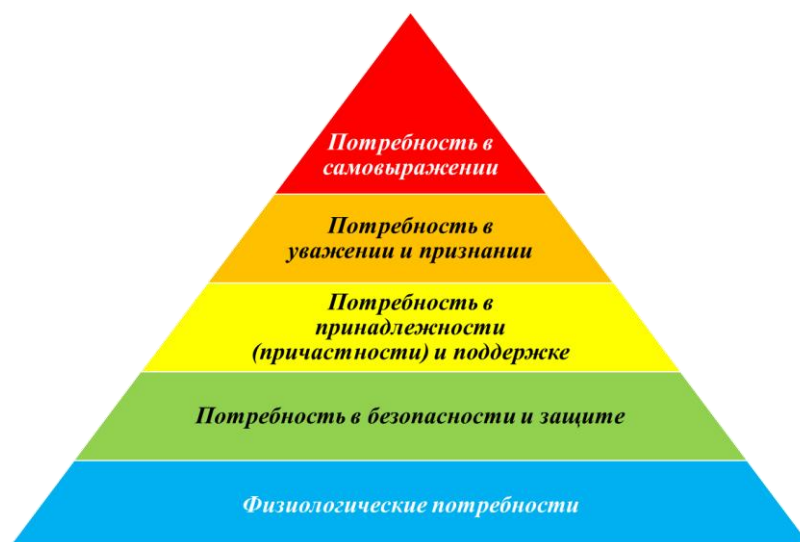 Потребность в
самовыражении
Потребность в
уважении и признании
Потребность в
принадлежности
(причастности) и поддержке
Потребность в безопасности и защите
Физиологические потребности